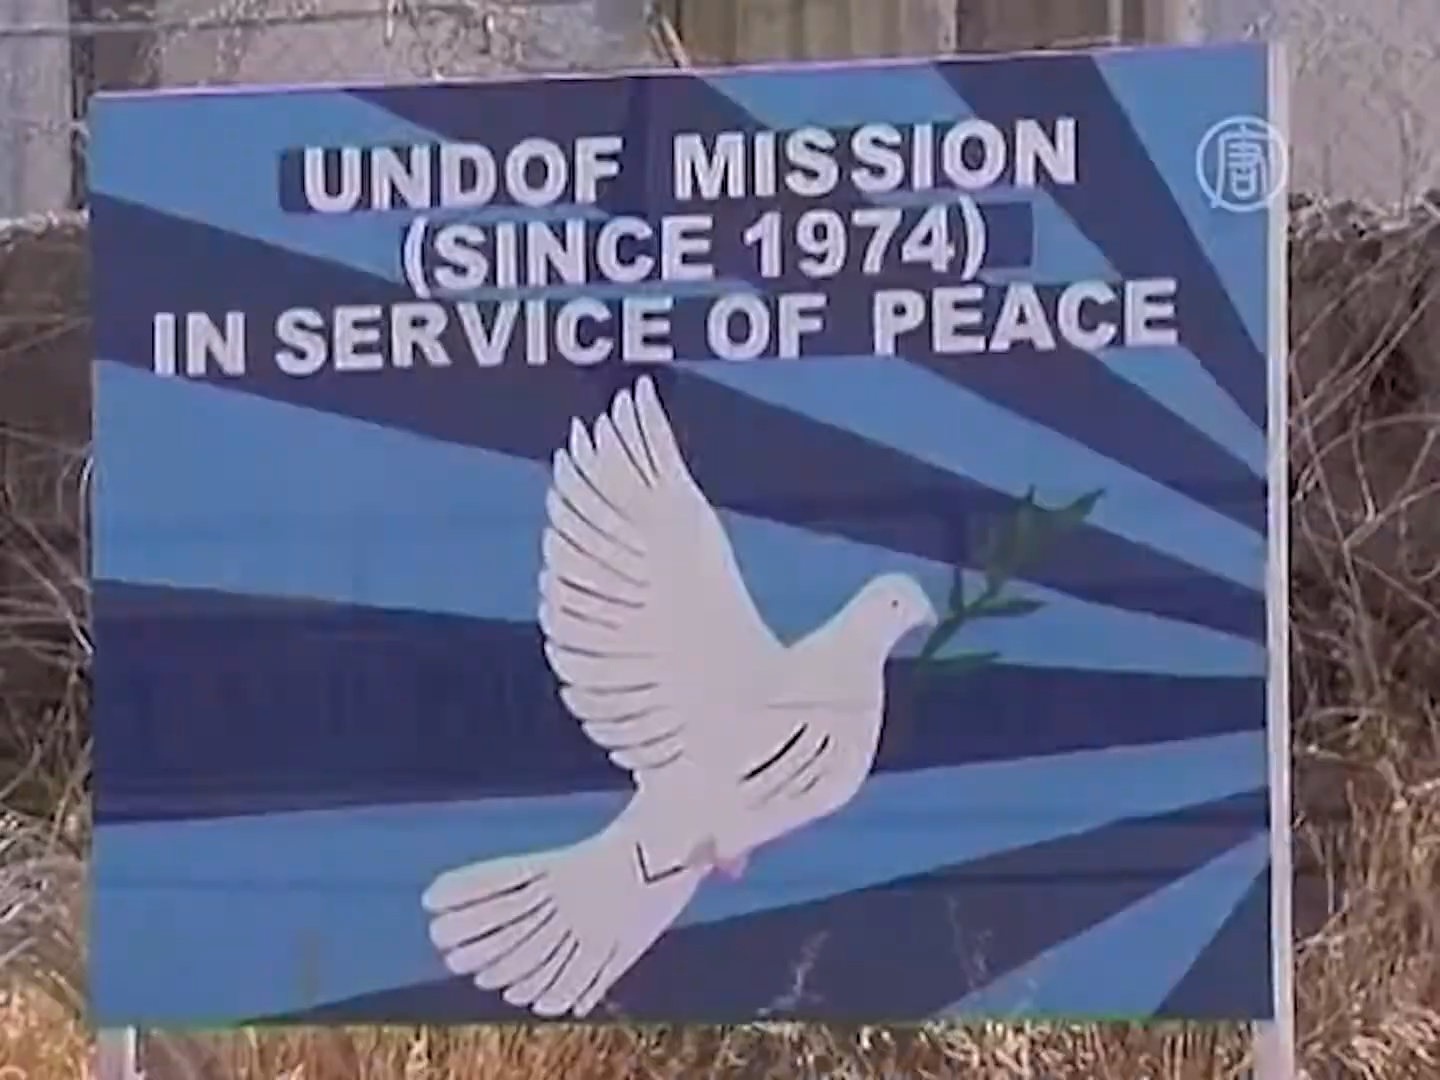 UNDOF MISSION
(SINCE 1974)
IN SERVICE OF PEACE
唐